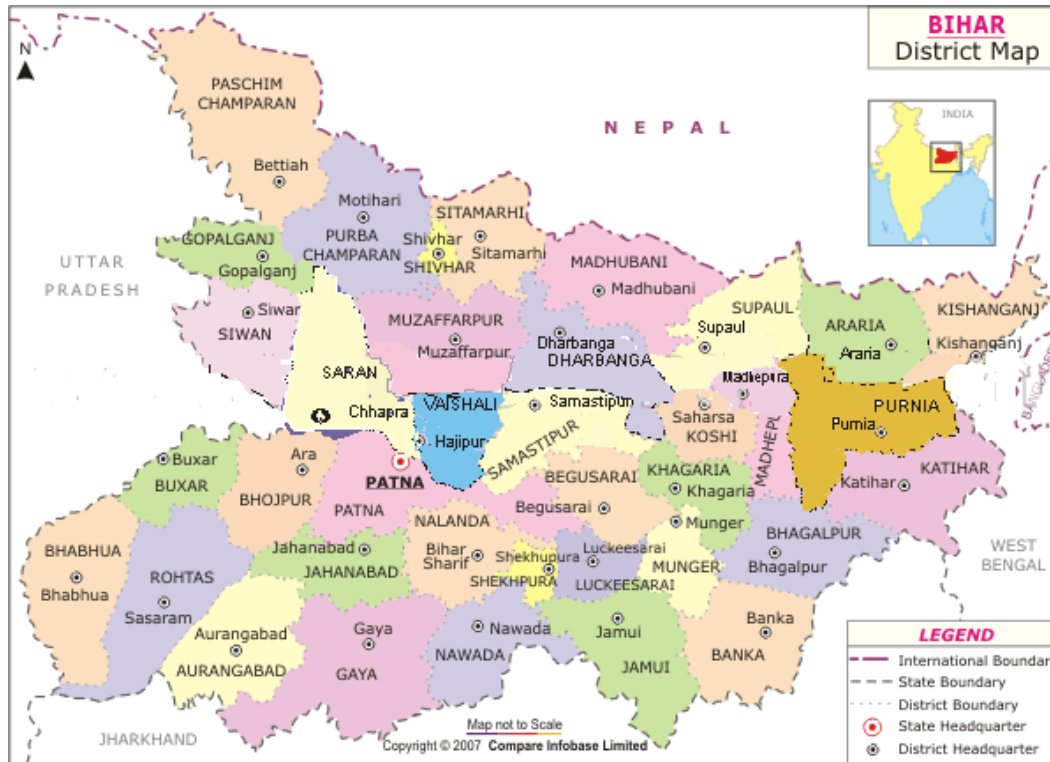 BIHAR
District Map
N
PASCHIM
CHAMPARAN
NEPAL
INDIA
Bettiah
Motihari
PURBA
CHAMPARAN
SITAMARHI
Shivhar
SHIVHAR
Sitamarhi
GOPALGANJ
Gopalganj
UTTAR
PRADESH
MADHUBANI
Madhubani
SUPAUL
Supaul
ARARIA
Araria
KISHANGANJ
Kishanganj
Siwan
SIWAN
MUZAFFARPUR
Muzaffarpur
Dharbanga
DHARBANGA
BANGLADESH
SARAN
Chhapra
VAISHALI
Hajipur
Samastipur
SAMASTIPUR
Saharsa
KOSHI
Madhepura
MADHEPL
PURNIA
Purnia
KATIHAR
Katihar
Buxar
BUXAR
Ara
BHOJPUR
PATNA
PATNA
BEGUSARAI
Begusarai
KHAGARIA
Khagaria
Munger
MUNGER
BHAGALPUR
Bhagalpur
WEST
BENGAL
NALANDA
Bihar
Sharif
Jahanabad
JAHANABAD
Shekhupura
SHEKHPURA
Luckeesarai
LUCKEESARAI
BHABHUA
Bhabhua
ROHTAS
Sasaram
Aurangabad
AURANGABAD
Gaya
GAYA
Nawada
NAWADA
Jamui
JAMUI
Banka
BANKA
JHARKHAND
Map not to Scale
Copyright © 2007 Compare Infobase Limited
LEGEND
International Boundar
State Boundary
District Boundary
State Headquarter
District Headquarter